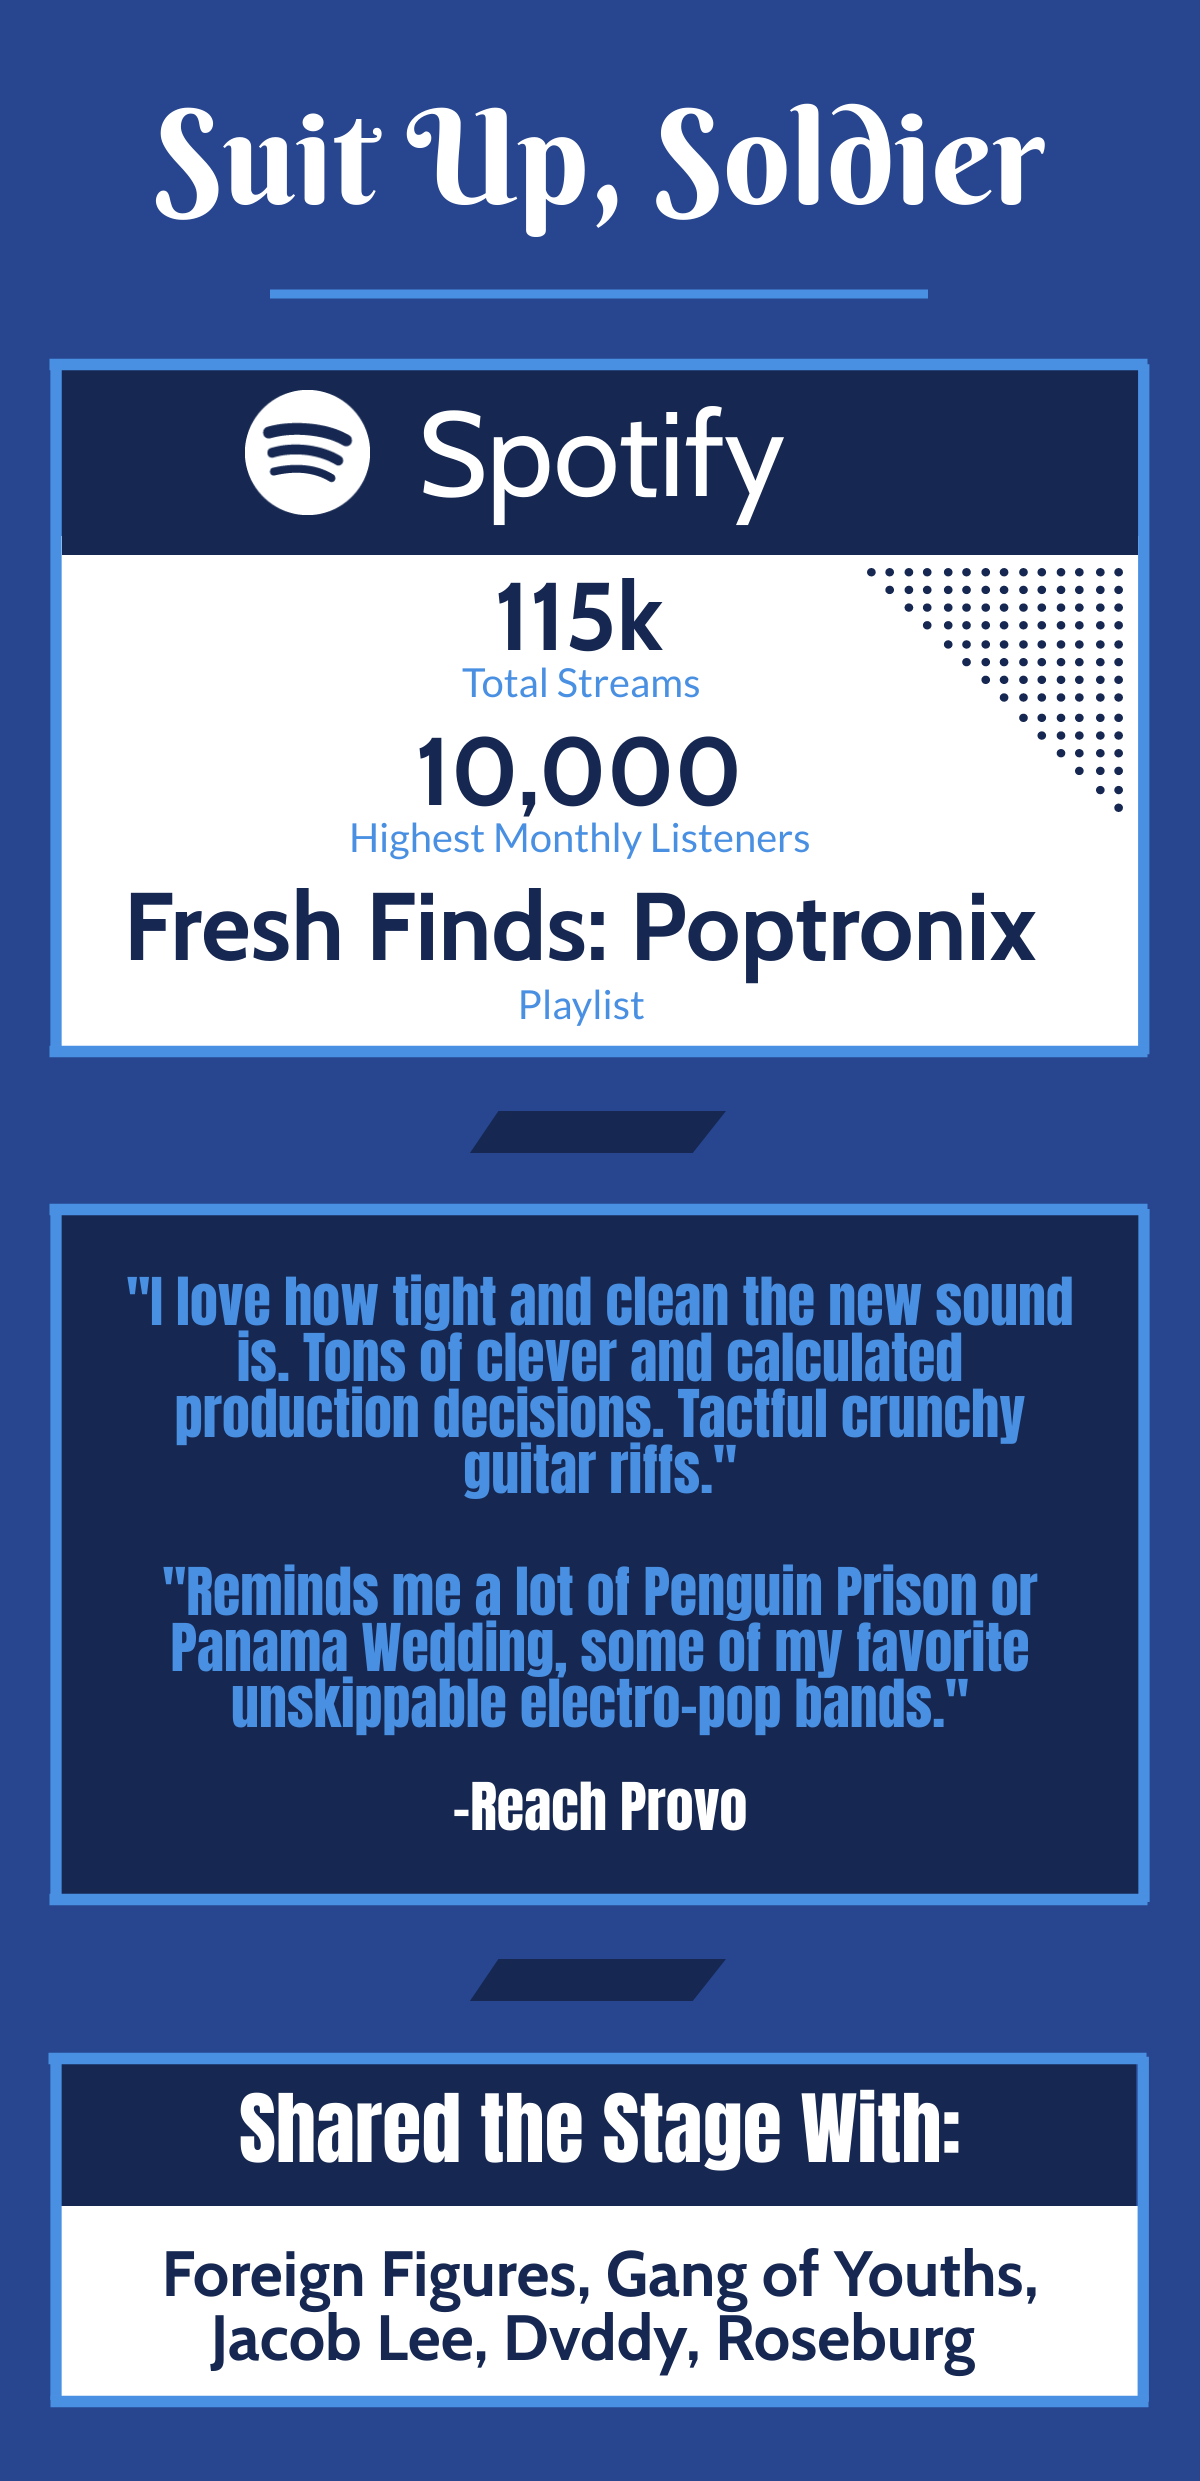 Suit Up, Soldier
Spotify
115k
Total Streams
10,000
Highest Monthly Listeners
Fresh Finds: Poptronix
Playlist
"I love how tight and clean the new sound
is. Tons of clever and calculated
production decisions. Tactful crunchy
guitar riffs."
"Reminds me a lot of Penguin Prison or
Panama Wedding, some of my favorite
unskippable electro-pop bands."
-Reach Provo
Shared the Stage With:
Foreign Figures, Gang of Youths,
Jacob Lee, Dvddy, Roseburg